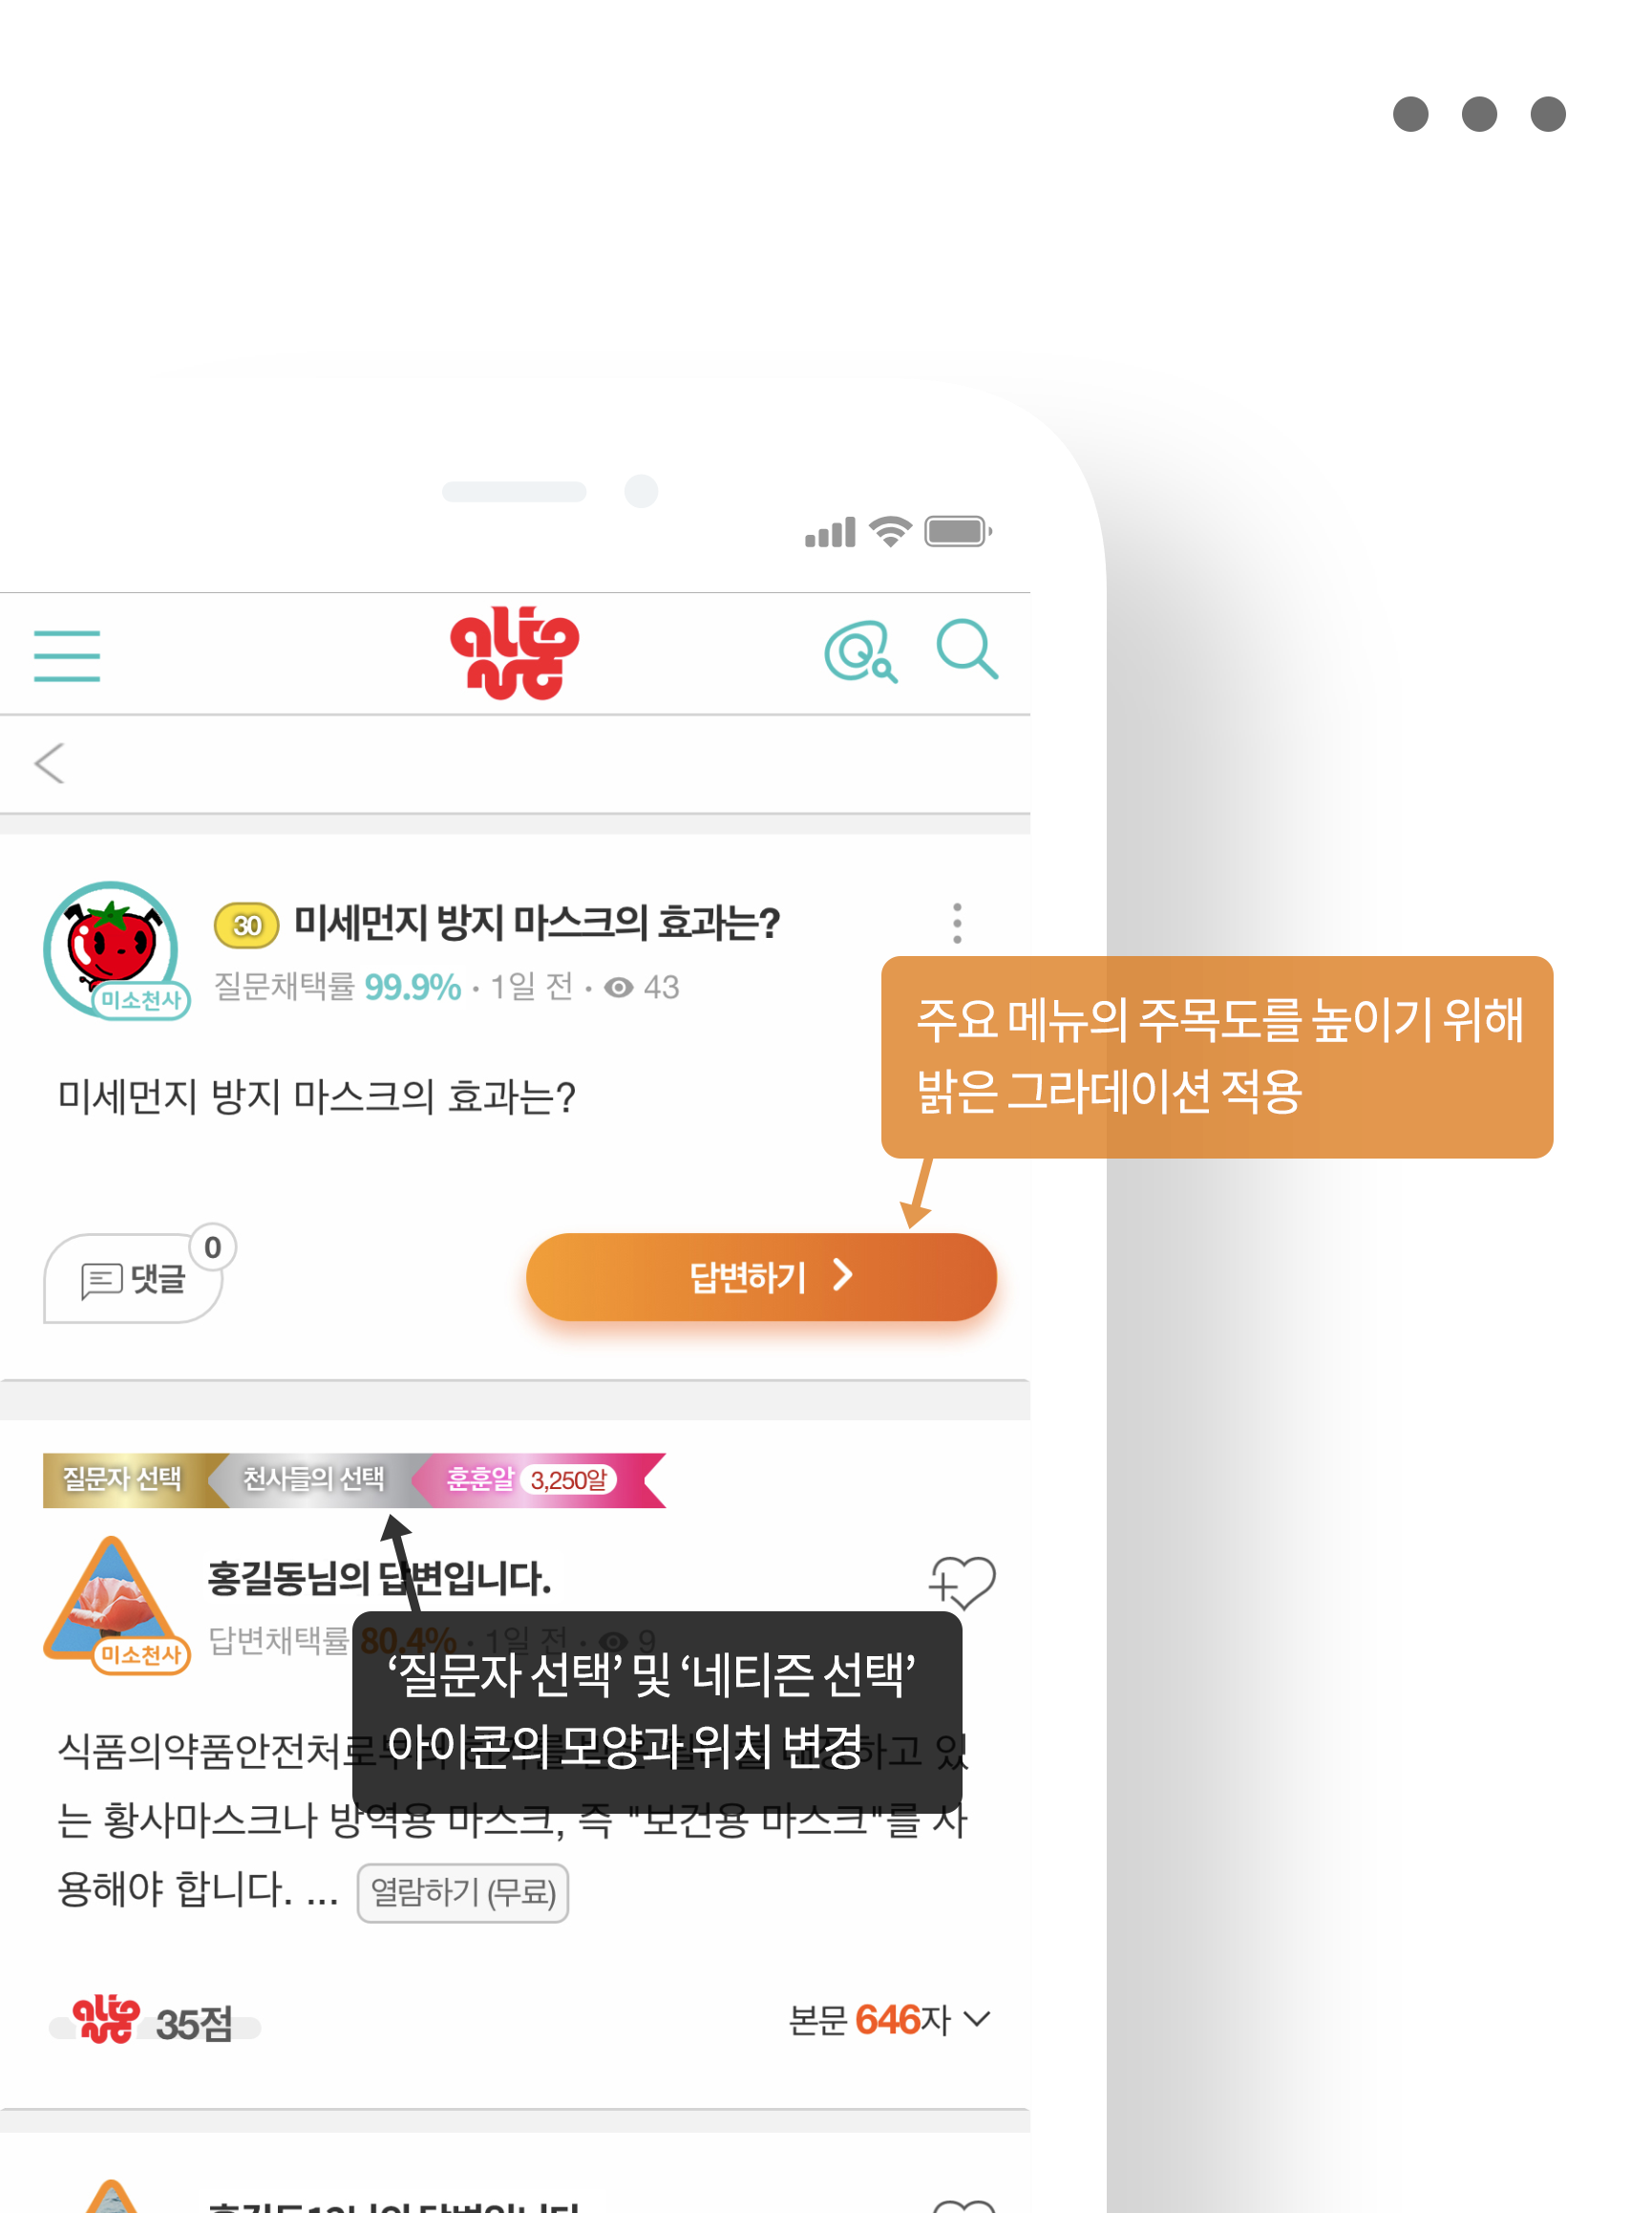 30 미세먼지 방지 마스크의 효과는?
미소천사
질문채택률 99.9% · 1일 전 · 43
미세먼지 방지 마스크의 효과는?
주요 메뉴의 주목도를 높이기 위해
밝은 그라데이션 적용
댓글 0
답변하기
질문자 선택 천사들의 선택 훈훈알 3,250알
홍길동님의 답변입니다.
미소천사
답변채택률 80.4% · 1일 전 · 9
‘질문자 선택’ 및 ‘네티즌 선택’
아이콘의 모양과 위치 변경
식품의약품안전처로 하고 있
는 황사마스크나 방역용 마스크, 즉 "보건용 마스크"를 사
용해야 합니다. ... 열람하기 (무료)
35점
본문 646자